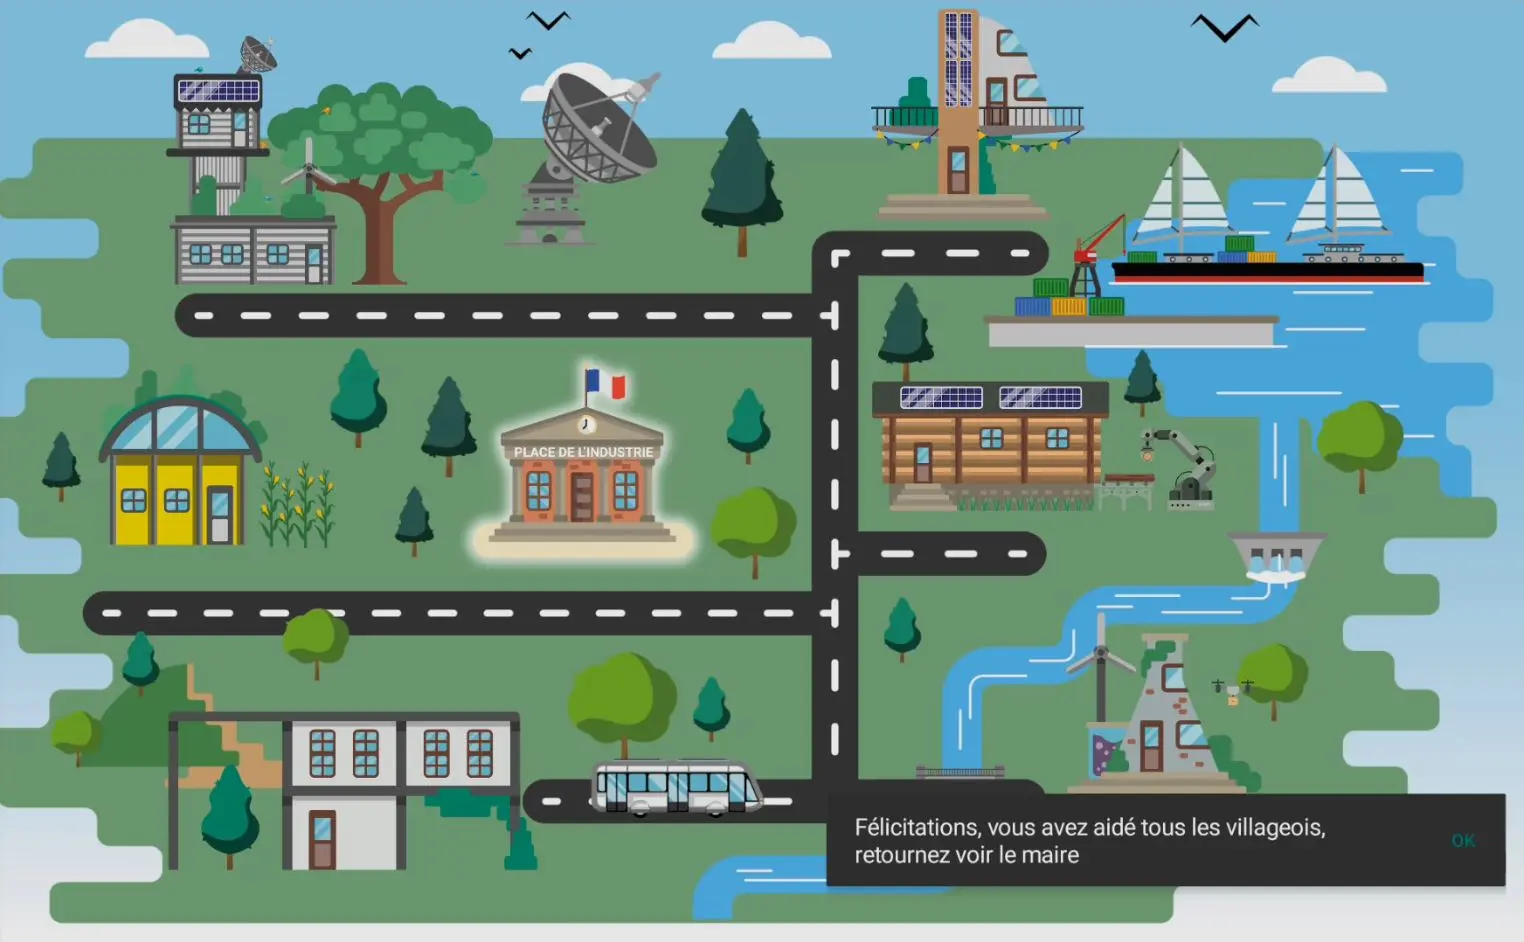 PLACE DE L'INDUSTRIE
Félicitations, vous avez aidé tous les villageois,
retournez voir le maire
OK